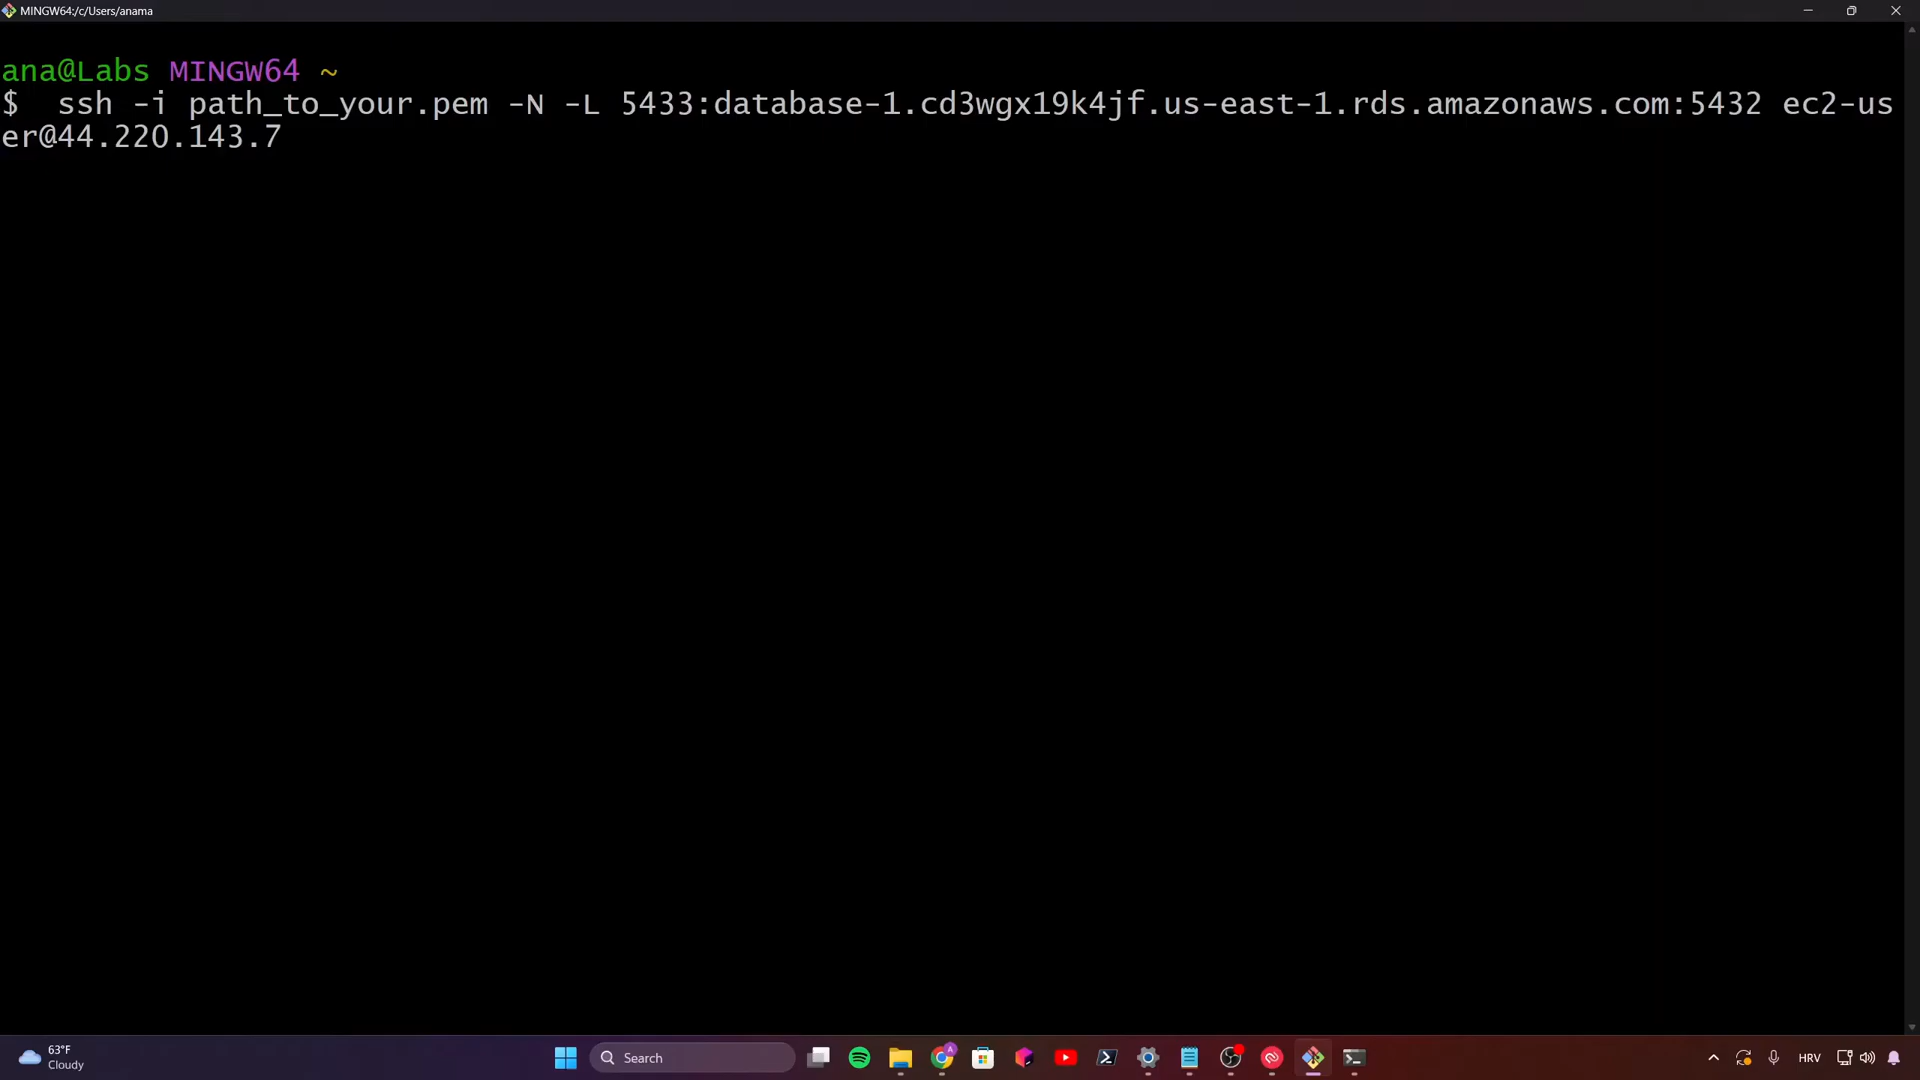 MINGW64:/c/Users/anama
ana@Labs MINGW64 ~
$  ssh -i path_to_your.pem -N -L 5433:database-1.cd3wgx19k4jf.us-east-1.rds.amazonaws.com:5432 ec2-us
er@44.220.143.7
63°F
Cloudy
Search
A
HRV